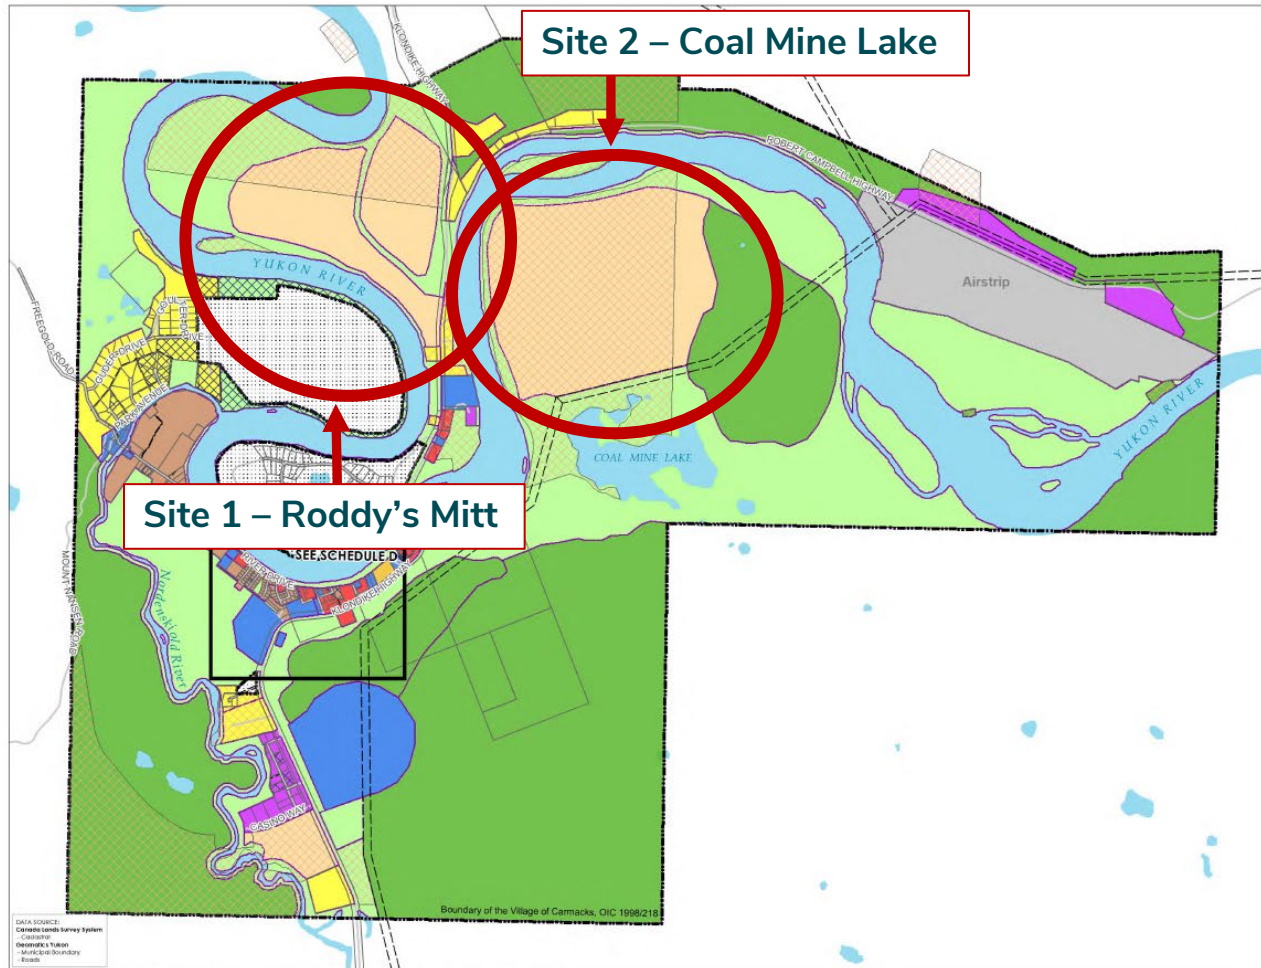 Site 2 – Coal Mine Lake
KLONDIKE HIGHWAY
ROBERT CAMPBELL HIGHWAY
YUKON RIVER
Airstrip
FREEGOLD ROAD
GUDER DRIVE
PARK AVENUE
YUKON RIVER
COAL MINE LAKE
Site 1 – Roddy’s Mitt
SEE SCHEDULE D
RIVER DRIVE
KLONDIKE HIGHWAY
MOUNT NANSEN ROAD
Nordenskiold River
CASINO WAY
Boundary of the Village of Carmacks, OIC 1998/218
DATA SOURCE:
Canada Lands Survey System
- Cadastral
Geomatics Yukon
- Municipal Boundary
- Roads